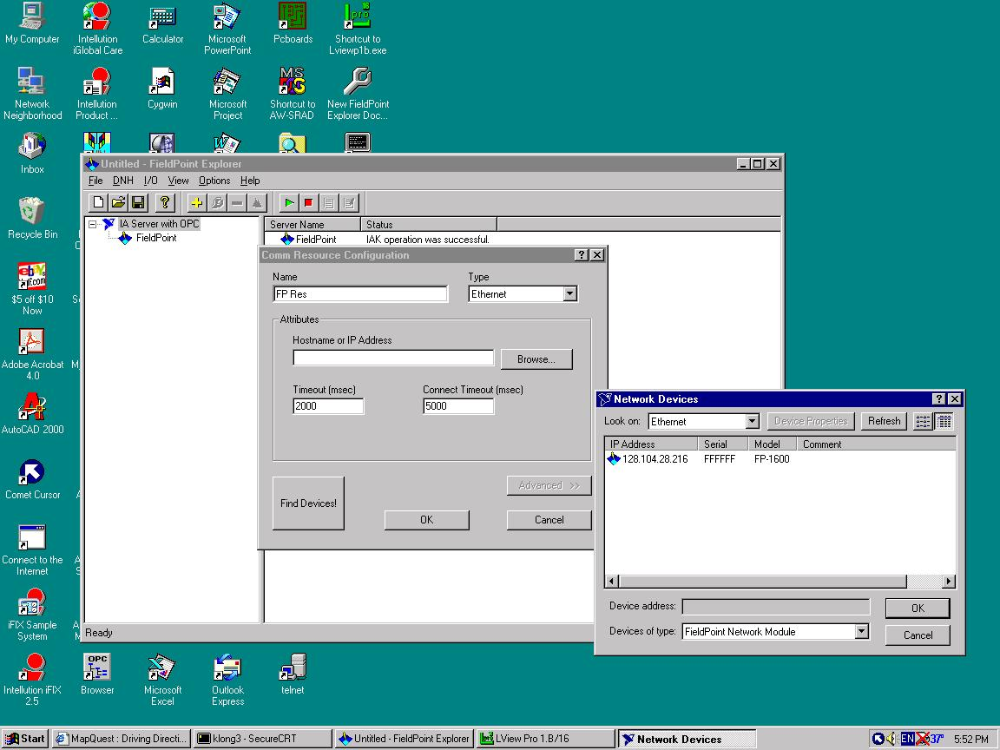 My Computer
Intellution
iGlobal Care
Calculator
Microsoft
PowerPoint
Pcboards
16
pro
Shortcut to
Lviewp1b.exe
Network
Neighborhood
Intellution
Product ...
Cygwin
Microsoft
Project
MS
Shortcut to
AW-SRAD
New FieldPoint
Explorer Doc...
Inbox
Recycle Bin
ebay
half.com
$5 off $10
Now
Adobe Acrobat
4.0
AutoCAD 2000
Comet Cursor
Connect to the
Internet
iFIX Sample
System
Intellution iFIX
2.5
OPC
Browser
Microsoft
Excel
Outlook
Express
telnet
Untitled - FieldPoint Explorer
File DNH I/O View Options Help
IA Server with OPC
FieldPoint
Server Name Status
FieldPoint IAK operation was successful.
Ready
Comm Resource Configuration
Name Type
FP Res Ethernet
Attributes
Hostname or IP Address
Browse...
Timeout (msec) Connect Timeout (msec)
2000 5000
Find Devices!
Advanced >>
OK Cancel
Network Devices
Look on: Ethernet Device Properties Refresh
IP Address Serial Model Comment
128.104.28.216 FFFFFF FP-1600
Device address: OK
Devices of type: FieldPoint Network Module Cancel
Start MapQuest : Driving Directi... klong3 - SecureCRT Untitled - FieldPoint Explorer LView Pro 1.B/16 Network Devices EN 37° 5:52 PM